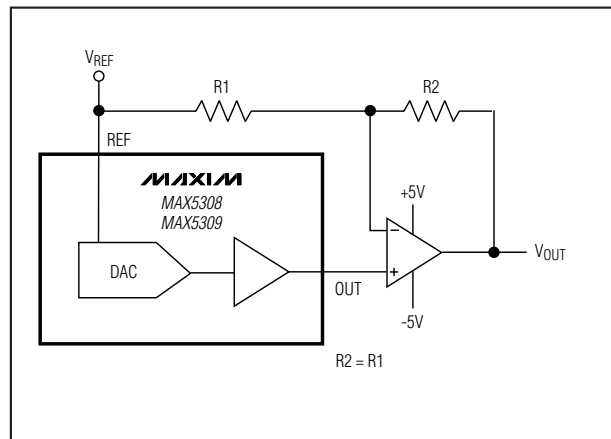 VREF
R1
R2
REF
MAXIM
MAX5308
MAX5309
+5V
−
DAC
VOUT
+
OUT
-5V
R2 = R1